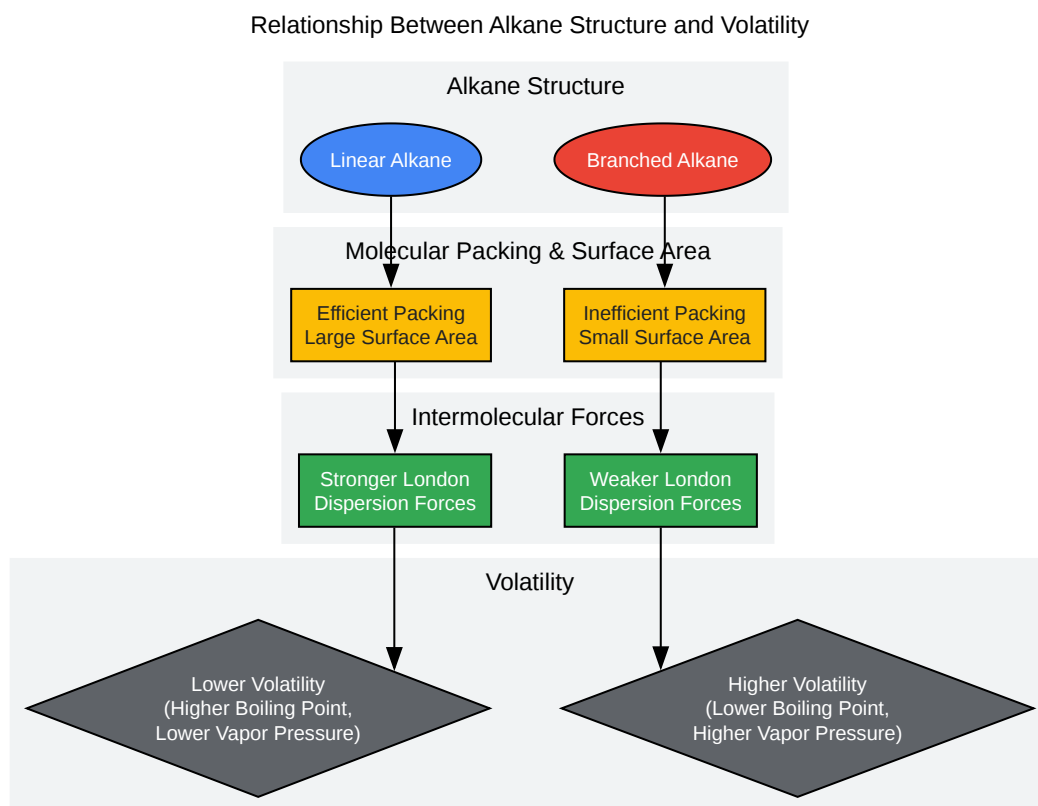 Relationship Between Alkane Structure and Volatility
Alkane Structure
Linear Alkane
Branched Alkane
Molecular Packing & Surface Area
Efficient Packing
Large Surface Area
Inefficient Packing
Small Surface Area
Intermolecular Forces
Stronger London
Dispersion Forces
Weaker London
Dispersion Forces
Volatility
Lower Volatility
(Higher Boiling Point,
Lower Vapor Pressure)
Higher Volatility
(Lower Boiling Point,
Higher Vapor Pressure)